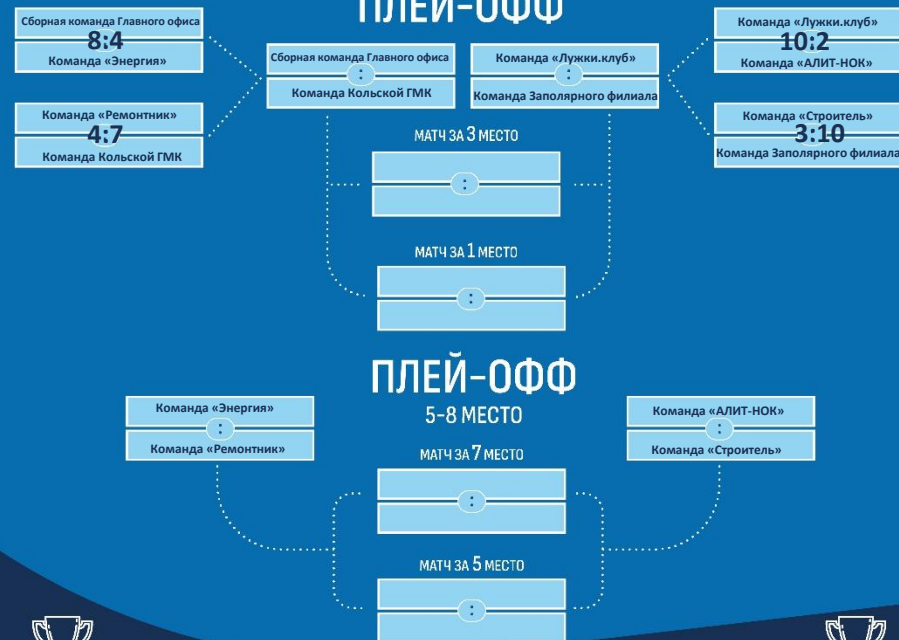 ПЛЕЙ-ОФФ
Сборная команда Главного офиса
8:4
Команда «Энергия»
Команда «Ремонтник»
4:7
Команда Кольской ГМК
Сборная команда Главного офиса
:
Команда Кольской ГМК
Команда «Лужки.клуб»
:
Команда Заполярного филиала
Команда «Лужки.клуб»
10:2
Команда «АЛИТ-НОК»
Команда «Строитель»
3:10
Команда Заполярного филиала
МАТЧ ЗА 3 МЕСТО
:
МАТЧ ЗА 1 МЕСТО
:
ПЛЕЙ-ОФФ
5-8 МЕСТО
Команда «Энергия»
:
Команда «Ремонтник»
Команда «АЛИТ-НОК»
:
Команда «Строитель»
МАТЧ ЗА 7 МЕСТО
:
МАТЧ ЗА 5 МЕСТО
: